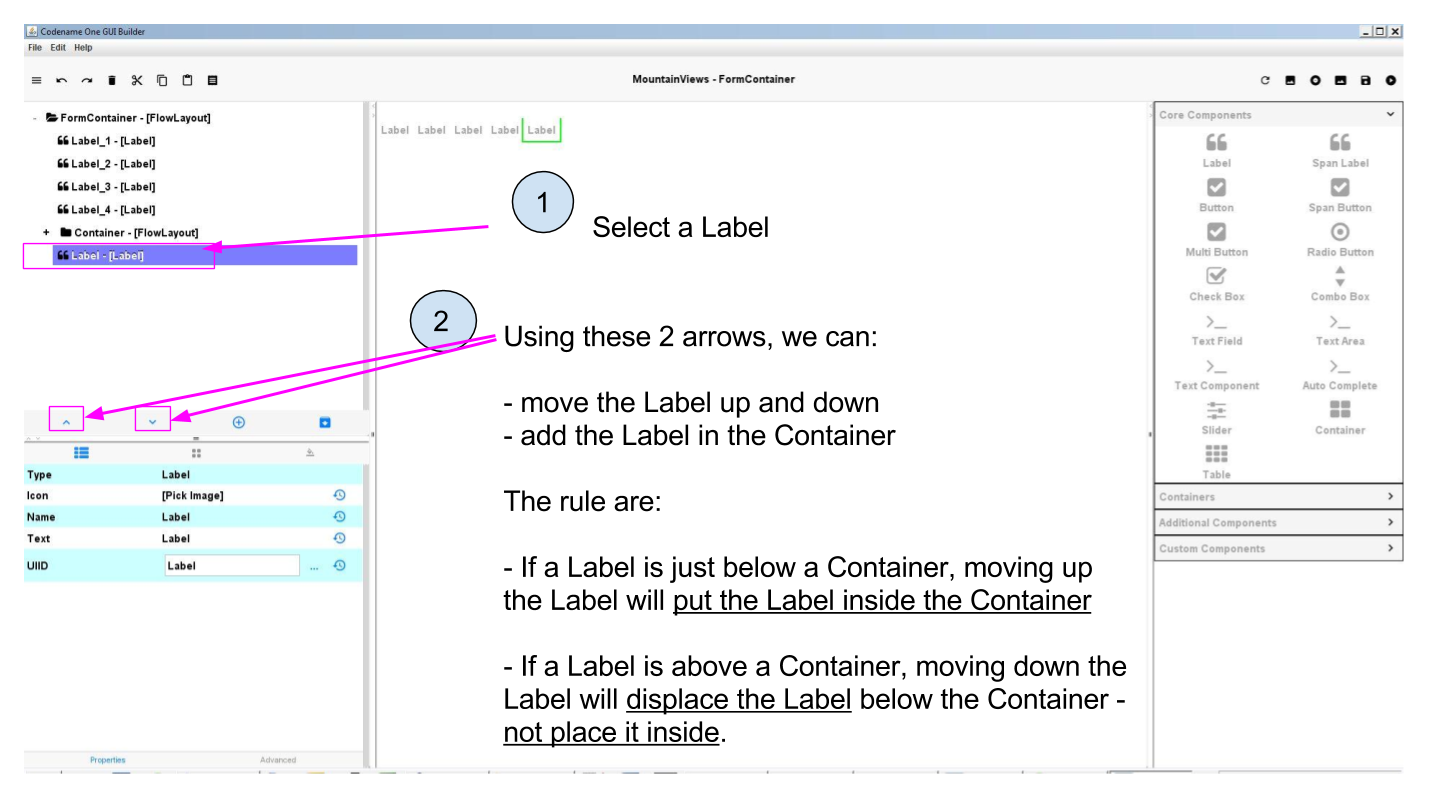 Codename One GUI Builder
File Edit Help
MountainViews - FormContainer
- FormContainer - [FlowLayout]
Label_1 - [Label]
Label_2 - [Label]
Label_3 - [Label]
Label_4 - [Label]
+ Container - [FlowLayout]
Label - [Label]
Type Label
Icon [Pick Image]
Name Label
Text Label
UIID Label ...
Properties Advanced
Label Label Label Label Label
1
Select a Label
2
Using these 2 arrows, we can:
- move the Label up and down
- add the Label in the Container
The rule are:
- If a Label is just below a Container, moving up
the Label will put the Label inside the Container
- If a Label is above a Container, moving down the
Label will displace the Label below the Container -
not place it inside.
Core Components
Label Span Label
Button Span Button
Multi Button Radio Button
Check Box Combo Box
Text Field Text Area
Text Component Auto Complete
Slider Container
Table
Containers
Additional Components
Custom Components